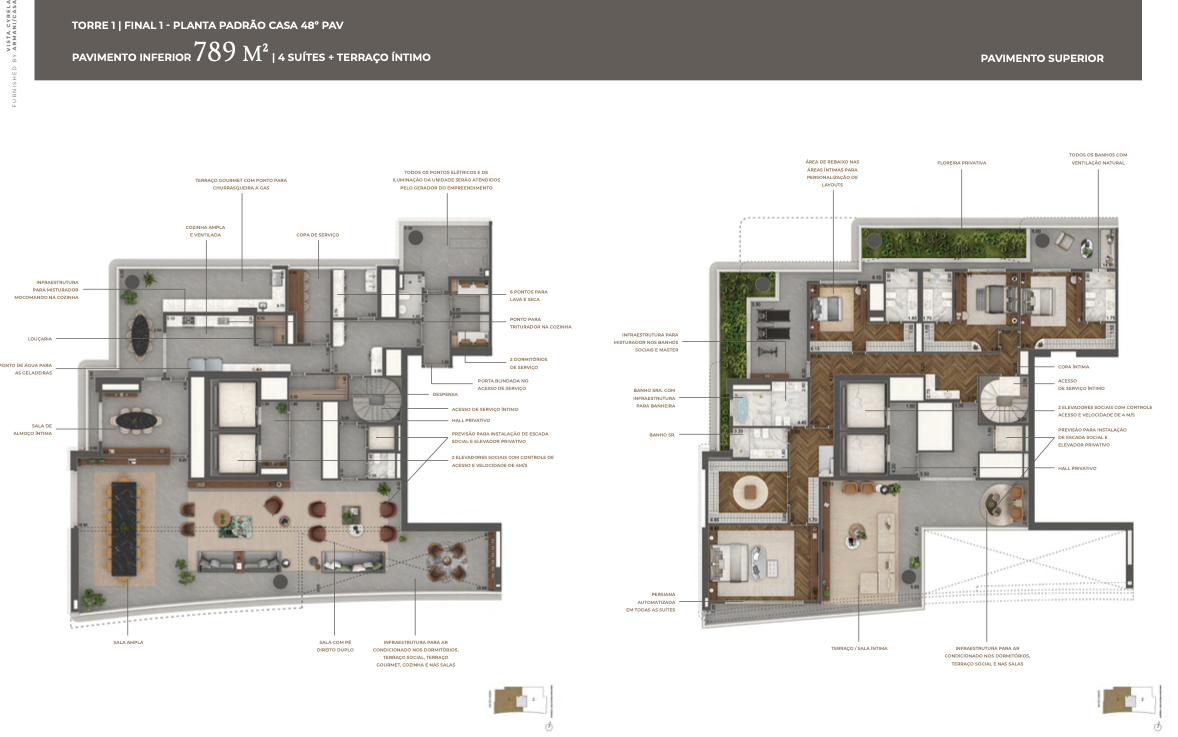 VISTA CYRELA
FURNISHED BY ARMANI/CASA
TORRE 1 | FINAL 1 - PLANTA PADRÃO CASA 48º PAV
PAVIMENTO INFERIOR 789 M² | 4 SUÍTES + TERRAÇO ÍNTIMO
PAVIMENTO SUPERIOR
TERRAÇO GOURMET COM PONTO PARA
CHURRASQUEIRA A GAS
TODOS OS PONTOS ELÉTRICOS E DE
ILUMINAÇÃO DA UNIDADE SERÃO ATENDIDOS
PELO GERADOR DO EMPREENDIMENTO
COZINHA AMPLA
E VENTILADA
COPA DE SERVIÇO
INFRAESTRUTURA
PARA MISTURADOR
MOCOMANDO NA COZINHA
LOUÇARIA
PONTO DE ÁGUA PARA
AS GELADEIRAS
SALA DE
ALMOÇO ÍNTIMA
6 PONTOS PARA
LAVA E SECA
PONTO PARA
TRITURADOR NA COZINHA
2 DORMITÓRIOS
DE SERVIÇO
PORTA BLINDADA NO
ACESSO DE SERVIÇO
DESPENSA
ACESSO DE SERVIÇO ÍNTIMO
HALL PRIVATIVO
PREVISÃO PARA INSTALAÇÃO DE ESCADA
SOCIAL E ELEVADOR PRIVATIVO
2 ELEVADORES SOCIAIS COM CONTROLE DE
ACESSO E VELOCIDADE DE 4M/S
SALA AMPLA
SALA COM PÉ
DIREITO DUPLO
INFRAESTRUTURA PARA AR
CONDICIONADO NOS DORMITÓRIOS,
TERRAÇO SOCIAL, TERRAÇO
GOURMET, COZINHA E NAS SALAS
ÁREA DE REBAIXO NAS
ÁREAS ÍNTIMAS PARA
PERSONALIZAÇÃO DE
LAYOUTS
FLOREIRA PRIVATIVA
TODOS OS BANHOS COM
VENTILAÇÃO NATURAL
INFRAESTRUTURA PARA
MISTURADOR NOS BANHOS
SOCIAIS E MASTER
BANHO SRA. COM
INFRAESTRUTURA
PARA BANHEIRA
BANHO SR.
PERSIANA
AUTOMATIZADA
EM TODAS AS SUÍTES
COPA ÍNTIMA
ACESSO
DE SERVIÇO ÍNTIMO
2 ELEVADORES SOCIAIS COM CONTROLE
ACESSO E VELOCIDADE DE 4 M/S
PREVISÃO PARA INSTALAÇÃO
DE ESCADA SOCIAL E
ELEVADOR PRIVATIVO
HALL PRIVATIVO
TERRAÇO / SALA ÍNTIMA
INFRAESTRUTURA PARA AR
CONDICIONADO NOS DORMITÓRIOS,
TERRAÇO SOCIAL E NAS SALAS